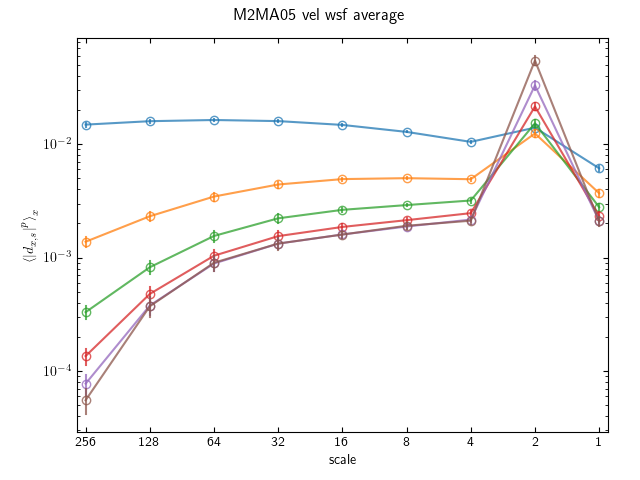 M2MA05 vel wsf average
⟨|d_{x,s}|^p⟩_x
10^{-2}
10^{-3}
10^{-4}
256 128 64 32 16 8 4 2 1
scale